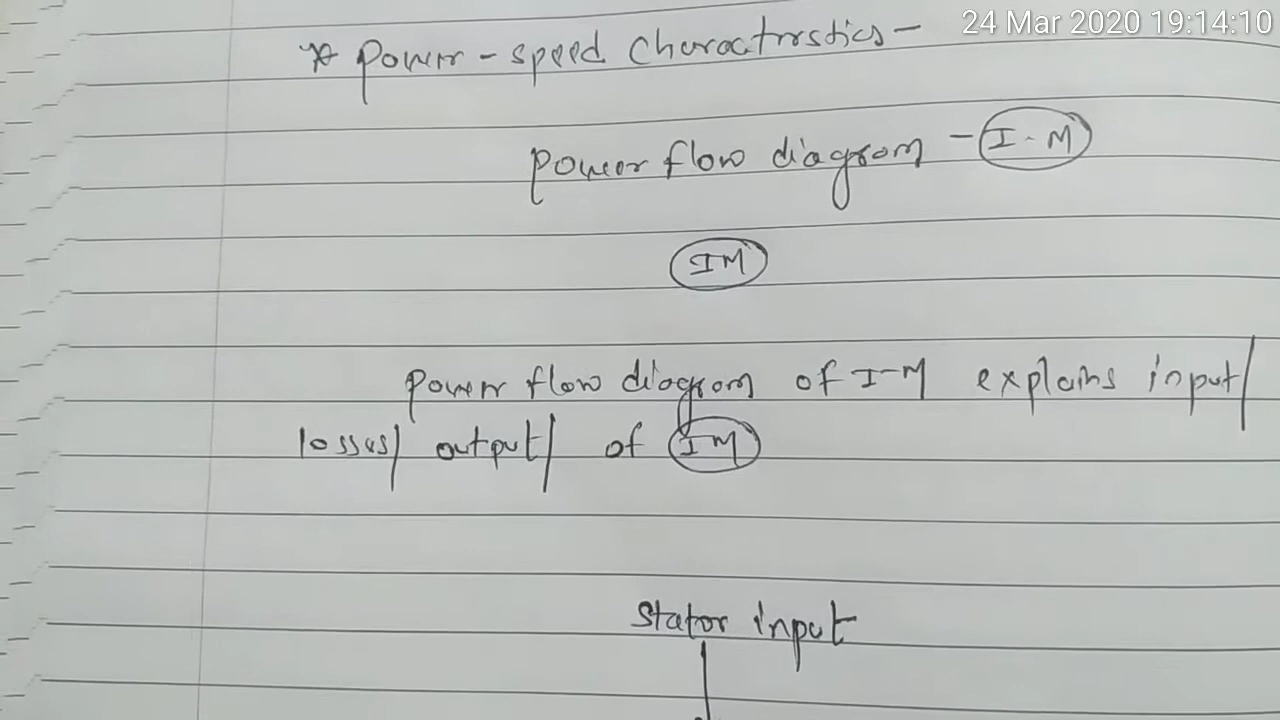 24 Mar 2020 19:14:10
* Power - speed Charactrstics -
Power flow diagram - I-M
IM
Power flow diagram of I-M explains input/
losses/ output/ of IM
Stator input